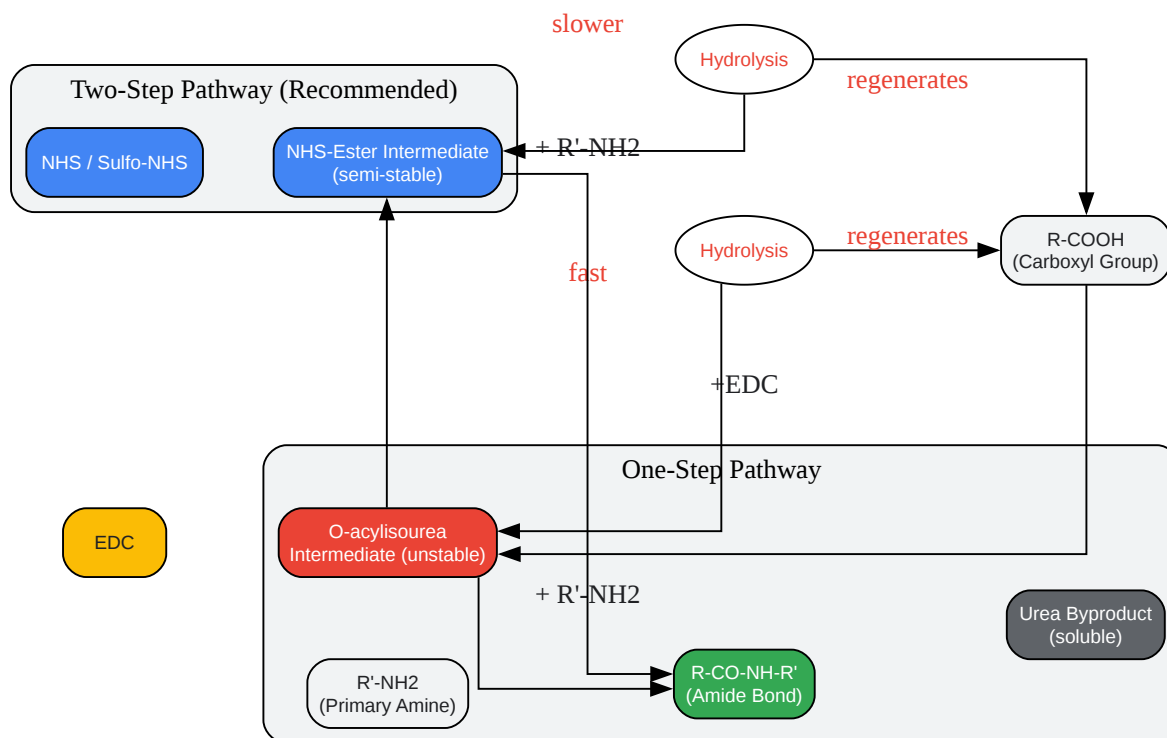 slower
Hydrolysis
regenerates
Two-Step Pathway (Recommended)
NHS / Sulfo-NHS
NHS-Ester Intermediate
(semi-stable)
+ R'-NH2
Hydrolysis
regenerates
R-COOH
(Carboxyl Group)
fast
+EDC
One-Step Pathway
EDC
O-acylisourea
Intermediate (unstable)
+ R'-NH2
Urea Byproduct
(soluble)
R'-NH2
(Primary Amine)
R-CO-NH-R'
(Amide Bond)